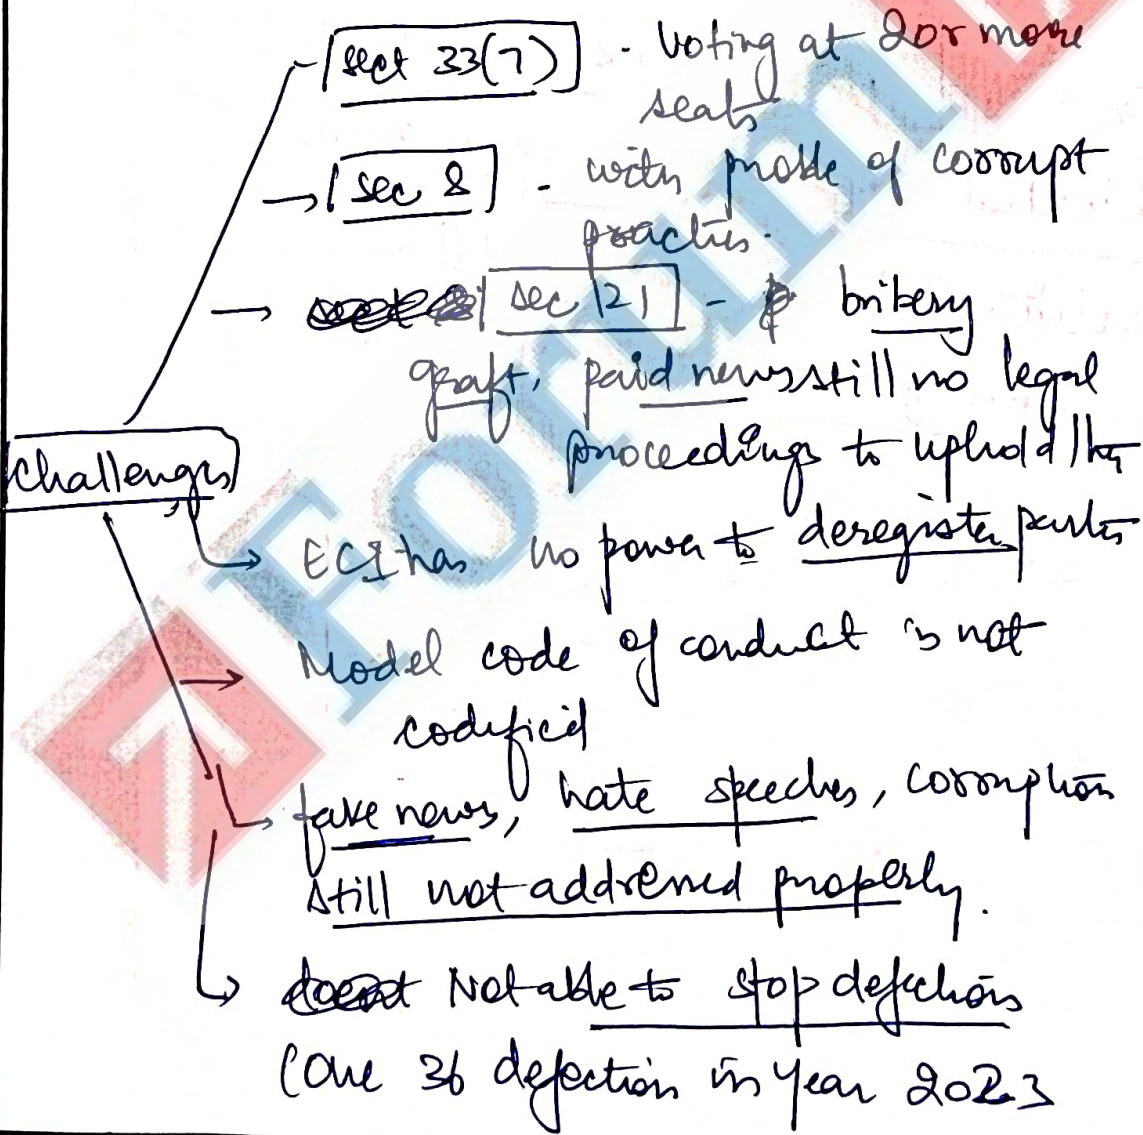 sect 33(7) - Voting at 2 or more
seats
sec 8 - with probe of corrupt
practies.
sec 121 - bribery
graft, paid news still no legal
proceedings to uphold the
Challenges
ECI has no power to deregister parties
Model code of conduct is not
codified
fake news, hate speeches, corruption
still not addressed properly.
Not able to stop defections
36 defection in year 2023
Forum